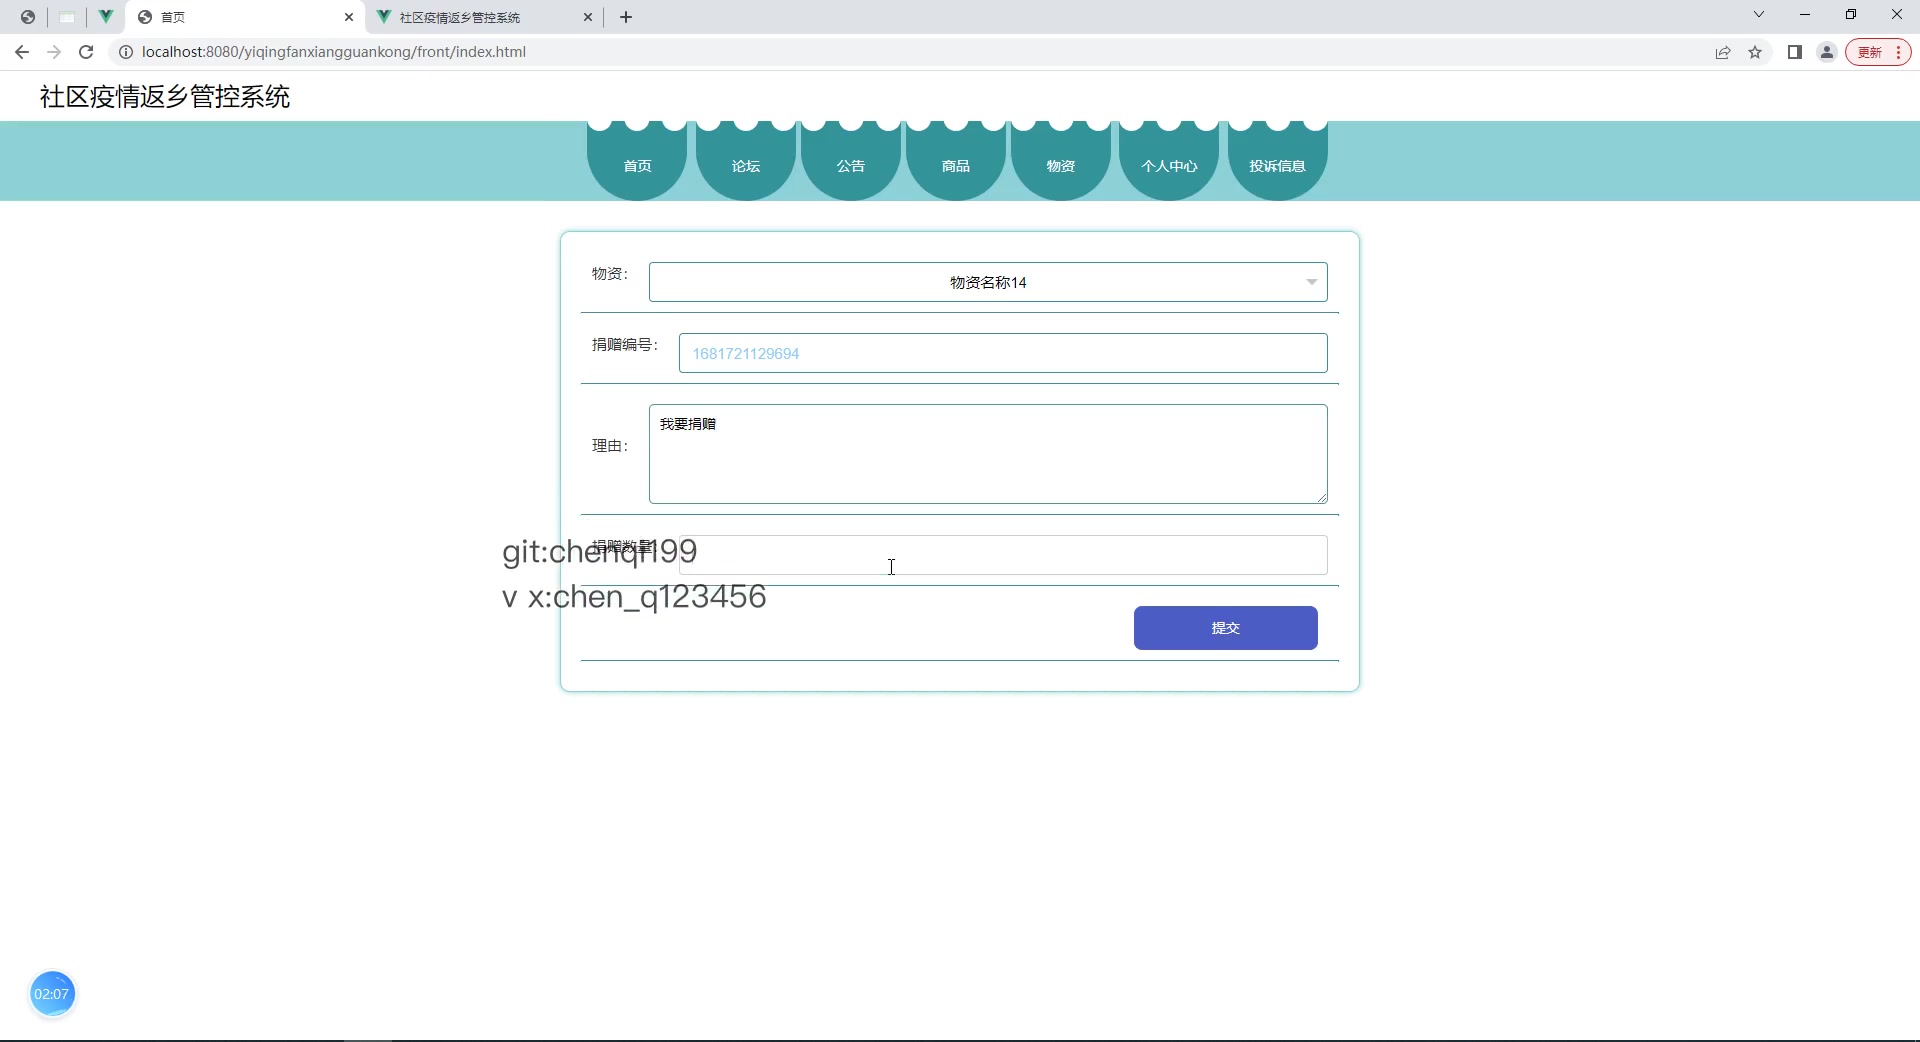 首页
社区疫情返乡管控系统
localhost:8080/yiqingfanxiangguankong/front/index.html
更新
社区疫情返乡管控系统
首页
论坛
公告
商品
物资
个人中心
投诉信息
物资：
物资名称14
捐赠编号：
1681721129694
理由：
我要捐赠
捐赠数量：
git:chenqi199
v x:chen_q123456
提交
02:07